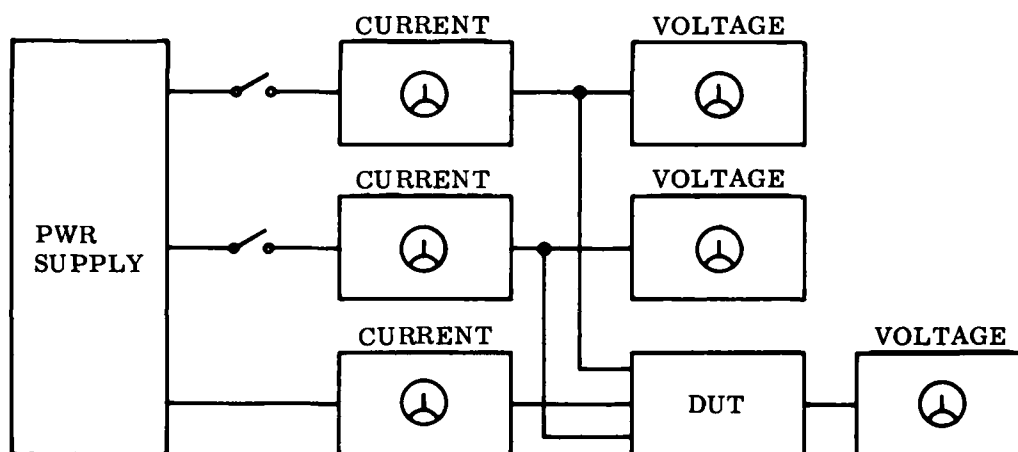 CURRENT
VOLTAGE
CURRENT
VOLTAGE
PWR
SUPPLY
CURRENT
VOLTAGE
DUT